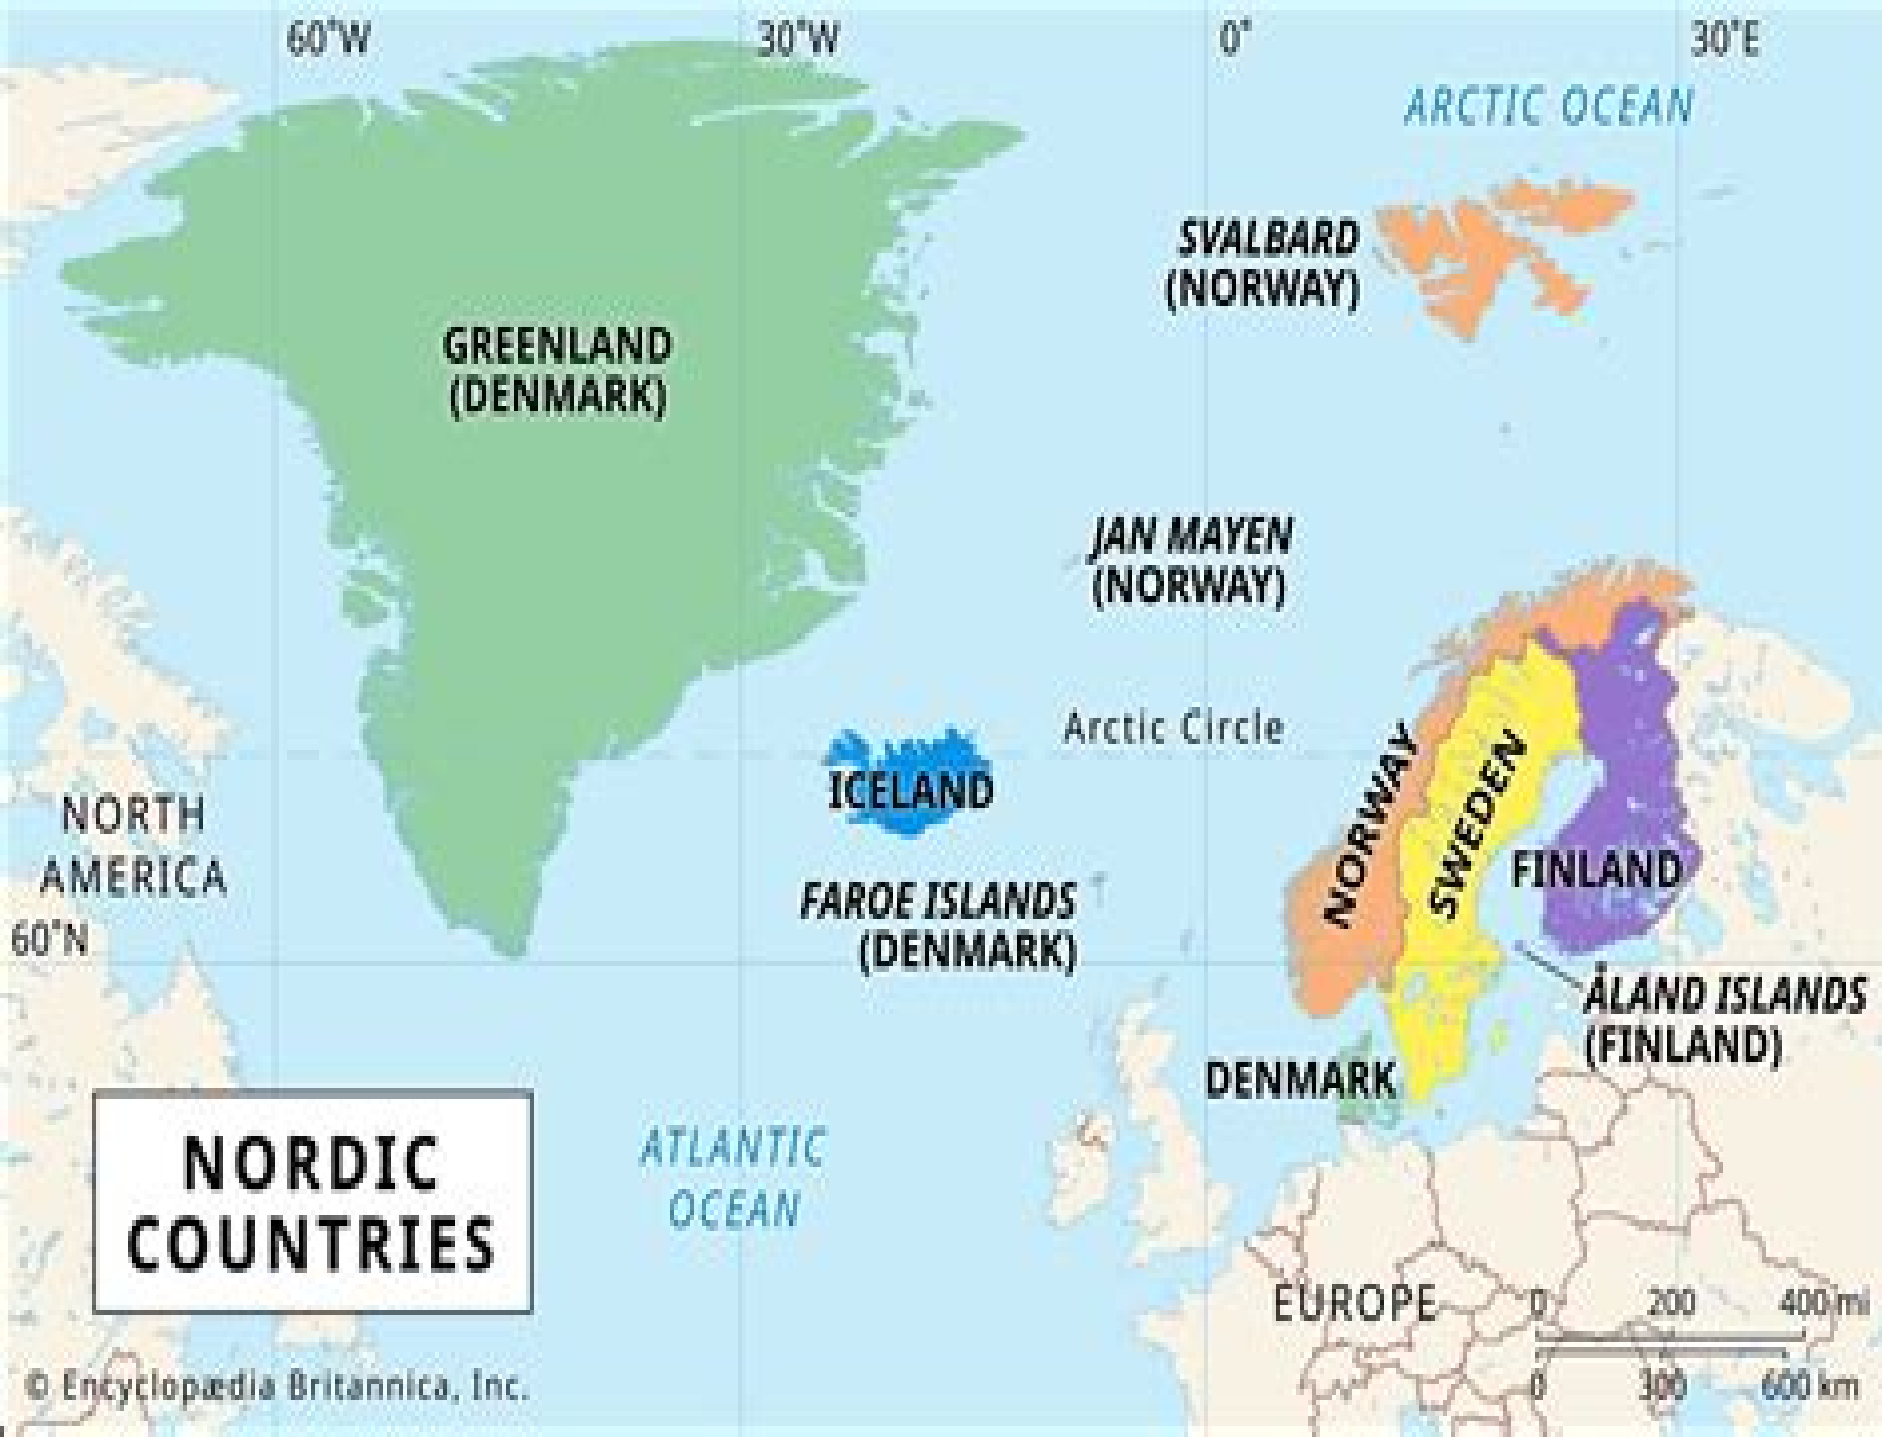 60°W
30°W
0°
30°E
ARCTIC OCEAN
SVALBARD
(NORWAY)
GREENLAND
(DENMARK)
JAN MAYEN
(NORWAY)
Arctic Circle
ICELAND
NORWAY
SWEDEN
FINLAND
NORTH
AMERICA
FAROE ISLANDS
(DENMARK)
60°N
ÅLAND ISLANDS
(FINLAND)
DENMARK
NORDIC
COUNTRIES
ATLANTIC
OCEAN
EUROPE
0 200 400 mi
0 300 600 km
© Encyclopædia Britannica, Inc.